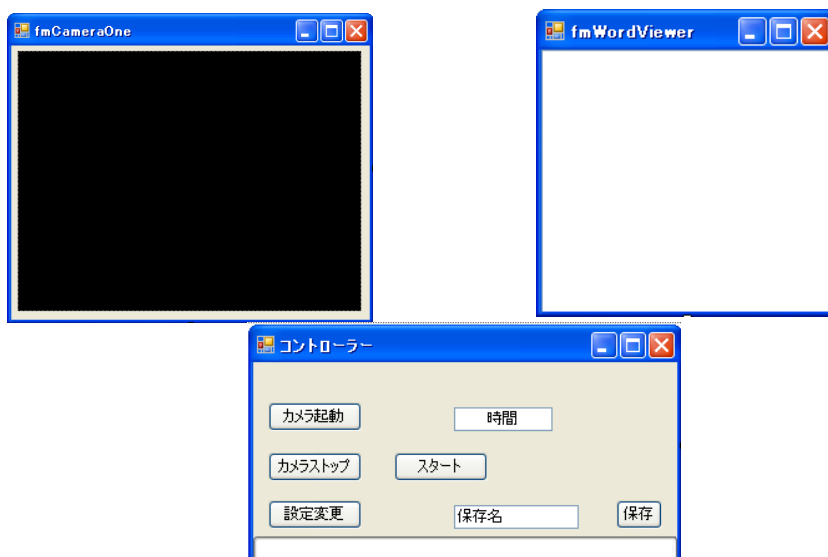 fmCameraOne
fmWordViewer
コントローラー
カメラ起動
時間
カメラストップ
スタート
設定変更
保存名
保存